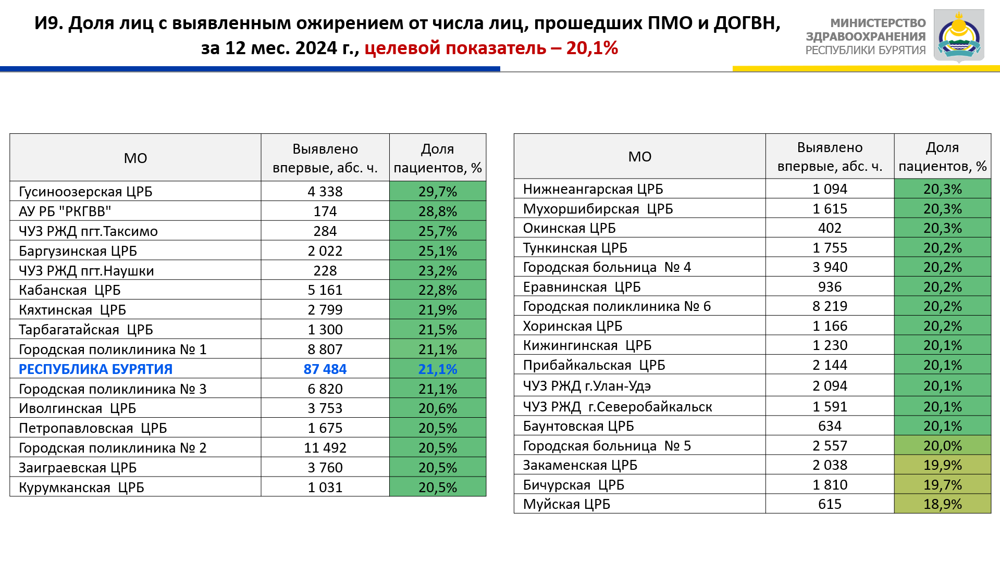 И9. Доля лиц с выявленным ожирением от числа лиц, прошедших ПМО и ДОГВН,
за 12 мес. 2024 г., целевой показатель – 20,1%
МИНИСТЕРСТВО
ЗДРАВООХРАНЕНИЯ
РЕСПУБЛИКИ БУРЯТИЯ
МО Выявлено впервые, абс. ч. Доля пациентов, %
Гусиноозерская ЦРБ 4 338 29,7%
АУ РБ "РКГВВ" 174 28,8%
ЧУЗ РЖД пгт.Таксимо 284 25,7%
Баргузинская ЦРБ 2 022 25,1%
ЧУЗ РЖД пгт.Наушки 228 23,2%
Кабанская ЦРБ 5 161 22,8%
Кяхтинская ЦРБ 2 799 21,9%
Тарбагатайская ЦРБ 1 300 21,5%
Городская поликлиника № 1 8 807 21,1%
РЕСПУБЛИКА БУРЯТИЯ 87 484 21,1%
Городская поликлиника № 3 6 820 21,1%
Иволгинская ЦРБ 3 753 20,6%
Петропавловская ЦРБ 1 675 20,5%
Городская поликлиника № 2 11 492 20,5%
Заиграевская ЦРБ 3 760 20,5%
Курумканская ЦРБ 1 031 20,5%
МО Выявлено впервые, абс. ч. Доля пациентов, %
Нижнеангарская ЦРБ 1 094 20,3%
Мухоршибирская ЦРБ 1 615 20,3%
Окинская ЦРБ 402 20,3%
Тункинская ЦРБ 1 755 20,2%
Городская больница № 4 3 940 20,2%
Еравнинская ЦРБ 936 20,2%
Городская поликлиника № 6 8 219 20,2%
Хоринская ЦРБ 1 166 20,2%
Кижингинская ЦРБ 1 230 20,1%
Прибайкальская ЦРБ 2 144 20,1%
ЧУЗ РЖД г.Улан-Удэ 2 094 20,1%
ЧУЗ РЖД г.Северобайкальск 1 591 20,1%
Баунтовская ЦРБ 634 20,1%
Городская больница № 5 2 557 20,0%
Закаменская ЦРБ 2 038 19,9%
Бичурская ЦРБ 1 810 19,7%
Муйская ЦРБ 615 18,9%